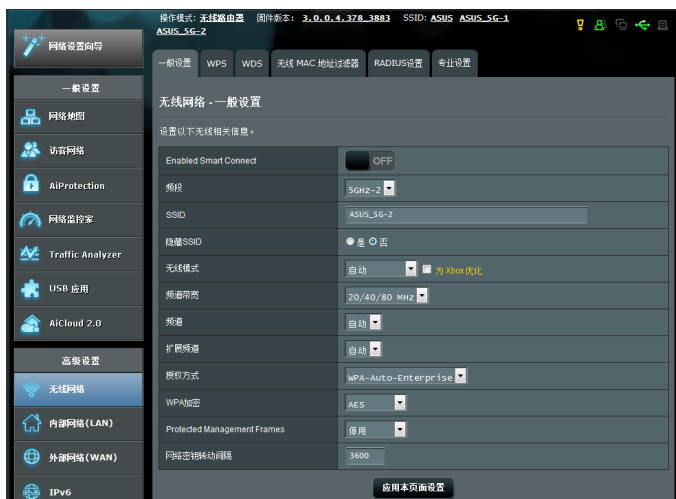 操作模式: 无线路由器 固件版本: 3.0.0.4.378_3883 SSID: ASUS ASUS_5G-1
ASUS_5G-2
网络设置向导
一般设置 WPS WDS 无线 MAC 地址过滤器 RADIUS设置 专业设置
一般设置
网络地图
访客网络
AiProtection
网络监控家
Traffic Analyzer
USB 应用
AiCloud 2.0
高级设置
无线网络
内部网络(LAN)
外部网络(WAN)
IPv6
无线网络 - 一般设置
设置以下无线相关信息。
Enabled Smart Connect OFF
频段 5GHz-2
SSID ASUS_5G-2
隐藏SSID 是 否
无线模式 自动 为 Xbox 优化
频道带宽 20/40/80 MHz
频道 自动
扩展频道 自动
授权方式 WPA-Auto-Enterprise
WPA加密 AES
Protected Management Frames 停用
网络密钥转动间隔 3600
应用本页面设置